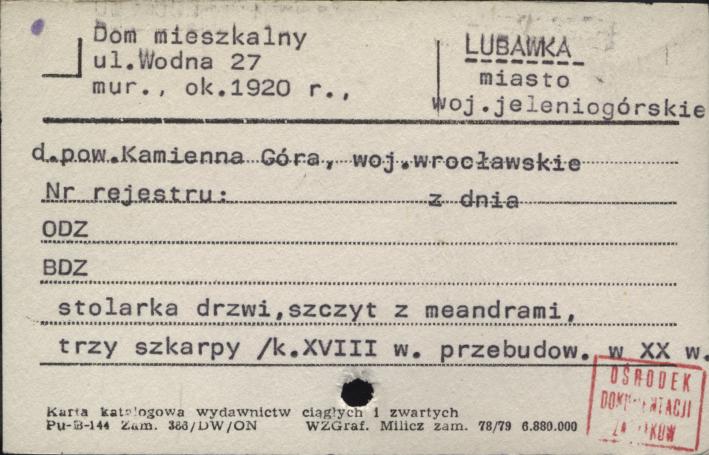 Dom mieszkalny
ul.Wodna 27
mur., ok.1920 r.,
LUBAWKA
miasto
woj.jeleniogórskie
d.pow.Kamienna Góra, woj.wrocławskie
Nr rejestru: z dnia
ODZ
BDZ
stolarka drzwi,szczyt z meandrami,
trzy szkarpy /k.XVIII w. przebudow. w XX w.
OŚRODEK
Karta katalogowa wydawnictw ciągłych i zwartych
Pu-B-144 Zam. /DW/ON WZGraf. Milicz zam. 78/79 6.880.000